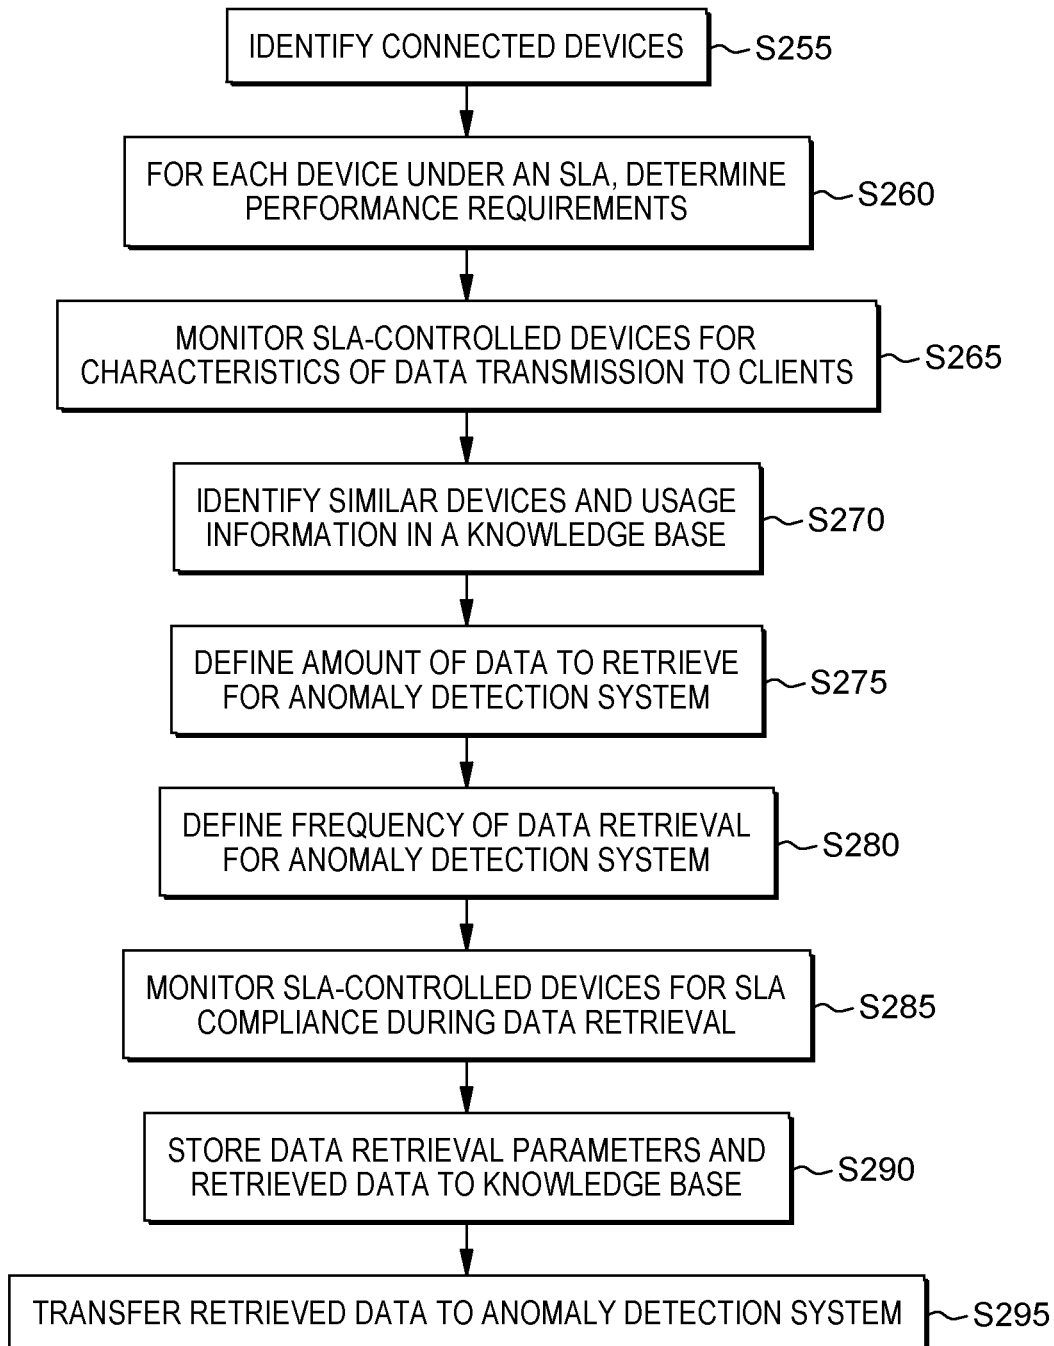 IDENTIFY CONNECTED DEVICES
S255
FOR EACH DEVICE UNDER AN SLA, DETERMINE
PERFORMANCE REQUIREMENTS
S260
MONITOR SLA-CONTROLLED DEVICES FOR
CHARACTERISTICS OF DATA TRANSMISSION TO CLIENTS
S265
IDENTIFY SIMILAR DEVICES AND USAGE
INFORMATION IN A KNOWLEDGE BASE
S270
DEFINE AMOUNT OF DATA TO RETRIEVE
FOR ANOMALY DETECTION SYSTEM
S275
DEFINE FREQUENCY OF DATA RETRIEVAL
FOR ANOMALY DETECTION SYSTEM
S280
MONITOR SLA-CONTROLLED DEVICES FOR SLA
COMPLIANCE DURING DATA RETRIEVAL
S285
STORE DATA RETRIEVAL PARAMETERS AND
RETRIEVED DATA TO KNOWLEDGE BASE
S290
TRANSFER RETRIEVED DATA TO ANOMALY DETECTION SYSTEM
S295